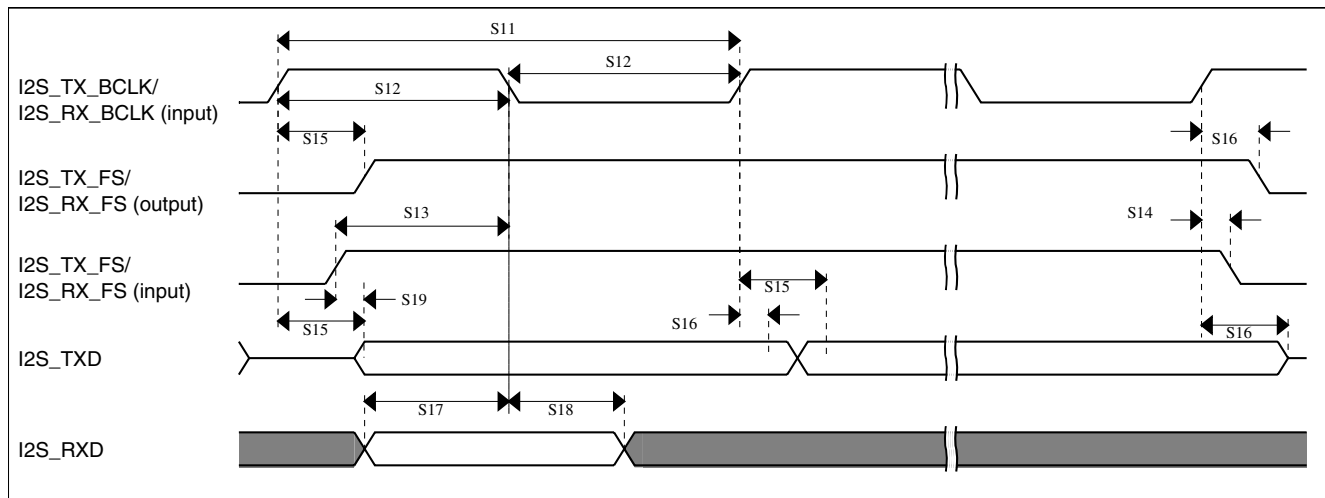 S11
I2S_TX_BCLK/
I2S_RX_BCLK (input)
S12
S12
S15
S16
I2S_TX_FS/
I2S_RX_FS (output)
S13
S14
I2S_TX_FS/
I2S_RX_FS (input)
S15
S19
S15
S16
S16
I2S_TXD
S17
S18
I2S_RXD